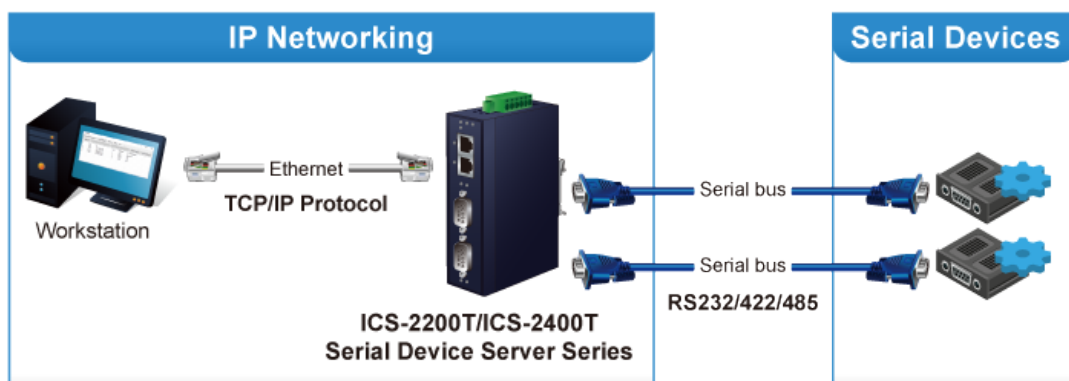 IP Networking
Serial Devices
Ethernet
TCP/IP Protocol
Workstation
Serial bus
Serial bus
RS232/422/485
ICS-2200T/ICS-2400T
Serial Device Server Series